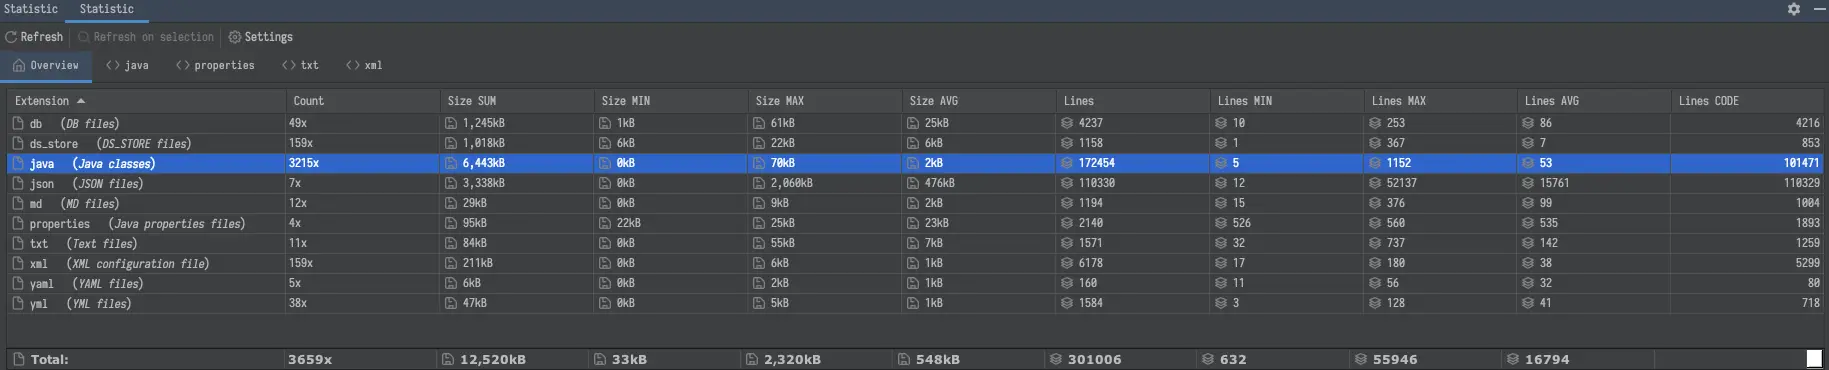 Statistic Statistic
Refresh Refresh on selection Settings
Overview java properties txt xml
Extension Count Size SUM Size MIN Size MAX Size AVG Lines Lines MIN Lines MAX Lines AVG Lines CODE
db (DB files) 49x 1,245kB 1kB 61kB 25kB 4237 10 253 86 4216
ds_store (DS_STORE files) 159x 1,018kB 6kB 22kB 6kB 1158 1 367 7 853
java (Java classes) 3215x 6,443kB 0kB 70kB 2kB 172454 5 1152 53 101471
json (JSON files) 7x 3,338kB 0kB 2,060kB 476kB 110330 12 52137 15761 110329
md (MD files) 12x 29kB 0kB 9kB 2kB 1194 15 376 99 1004
properties (Java properties files) 4x 95kB 22kB 25kB 23kB 2140 526 560 535 1893
txt (Text files) 11x 84kB 0kB 55kB 7kB 1571 32 737 142 1259
xml (XML configuration file) 159x 211kB 0kB 6kB 1kB 6178 17 180 38 5299
yaml (YAML files) 5x 6kB 0kB 2kB 1kB 160 11 56 32 80
yml (YML files) 38x 47kB 0kB 5kB 1kB 1584 3 128 41 718
Total: 3659x 12,520kB 33kB 2,320kB 548kB 301006 632 55946 16794